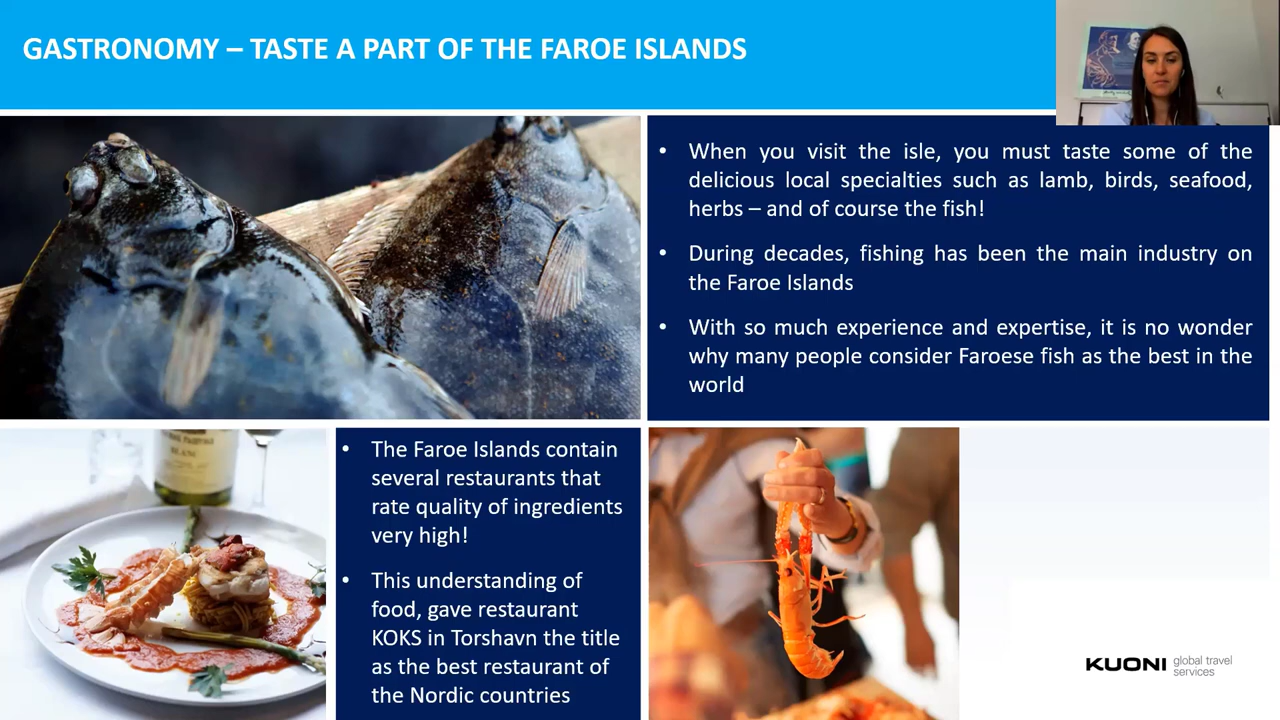 GASTRONOMY – TASTE A PART OF THE FAROE ISLANDS
• When you visit the isle, you must taste some of the
delicious local specialties such as lamb, birds, seafood,
herbs – and of course the fish!
• During decades, fishing has been the main industry on
the Faroe Islands
• With so much experience and expertise, it is no wonder
why many people consider Faroese fish as the best in the
world
• The Faroe Islands contain
several restaurants that
rate quality of ingredients
very high!
• This understanding of
food, gave restaurant
KOKS in Torshavn the title
as the best restaurant of
the Nordic countries
KUONI global travel
services